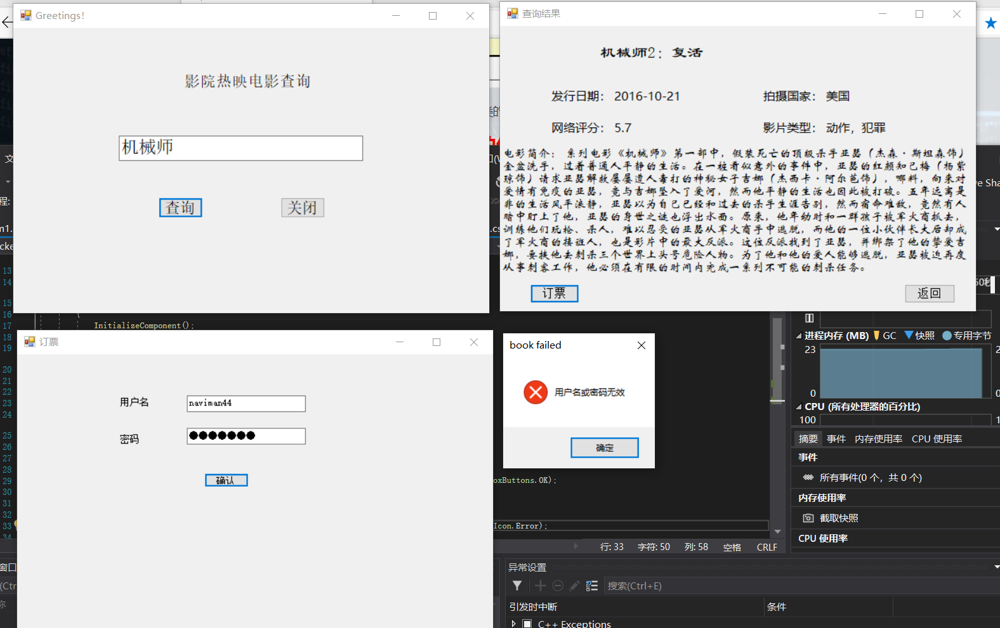 Greetings!
影院热映电影查询
机械师
查询
关闭
查询结果
机械师2：复活
发行日期： 2016-10-21
拍摄国家： 美国
网络评分： 5.7
影片类型： 动作，犯罪
电影简介： 系列电影《机械师》第一部中，假装死亡的顶级杀手亚瑟（杰森·斯坦森饰）
金盆洗手，过着普通人平静的生活。在一桩看似意外的事件中，亚瑟的红颜知己梅（杨紫
琼饰）请求亚瑟解救屡屡遭人毒打的神秘女子吉娜（杰西卡·阿尔芭饰），哪料，向来对
爱情有免疫的亚瑟，竟与吉娜坠入了爱河，然而他平静的生活也因此被打破。五年远离是
非的生活风平浪静，亚瑟以为自己已经和过去的杀手生涯告别，然而宿命难敌，竟然有人
暗中盯上了他，亚瑟的身世之谜也浮出水面。原来，他年幼时和一群孩子被军火商抓去，
训练他们玩枪、杀人，难以忍受的亚瑟从军火商手中逃脱，而他的一位小伙伴长大后却成
了军火商的接班人，也是影片中的最大反派。这位反派找到了亚瑟，并绑架了他的挚爱吉
娜，要挟他去刺杀三个世界上头号危险人物。为了他和他的爱人能够逃脱，亚瑟被迫再度
从事刺客工作，他必须在有限的时间内完成一系列不可能的刺杀任务。
订票
返回
订票
用户名
naviman44
密码
确认
book failed
用户名或密码无效
确定
文
程:
m1.
.cs
cke
ve Sha
13
14
15
16
17
InitializeComponent();
18
19
20
21
22
23
24
25
26
27
28
29
oxButtons.OK);
30
31
32
33
Icon.Error);
34
行: 33
字符: 50
列: 58
空格
CRLF
进程内存 (MB)
GC
快照
专用字节
23
0
CPU (所有处理器的百分比)
100
摘要
事件
内存使用率
CPU 使用率
事件
所有事件(0 个，共 0 个)
内存使用率
截取快照
CPU 使用率
窗口
(Ctr
异常设置
搜索(Ctrl+E)
引发时中断
条件
C++ Exceptions